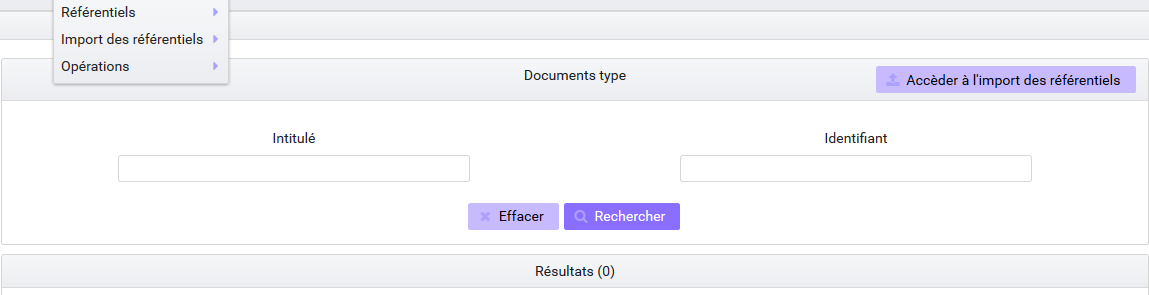 Référentiels
Import des référentiels
Opérations
Documents type
Accèder à l'import des référentiels
Intitulé
Identifiant
Effacer
Rechercher
Résultats (0)